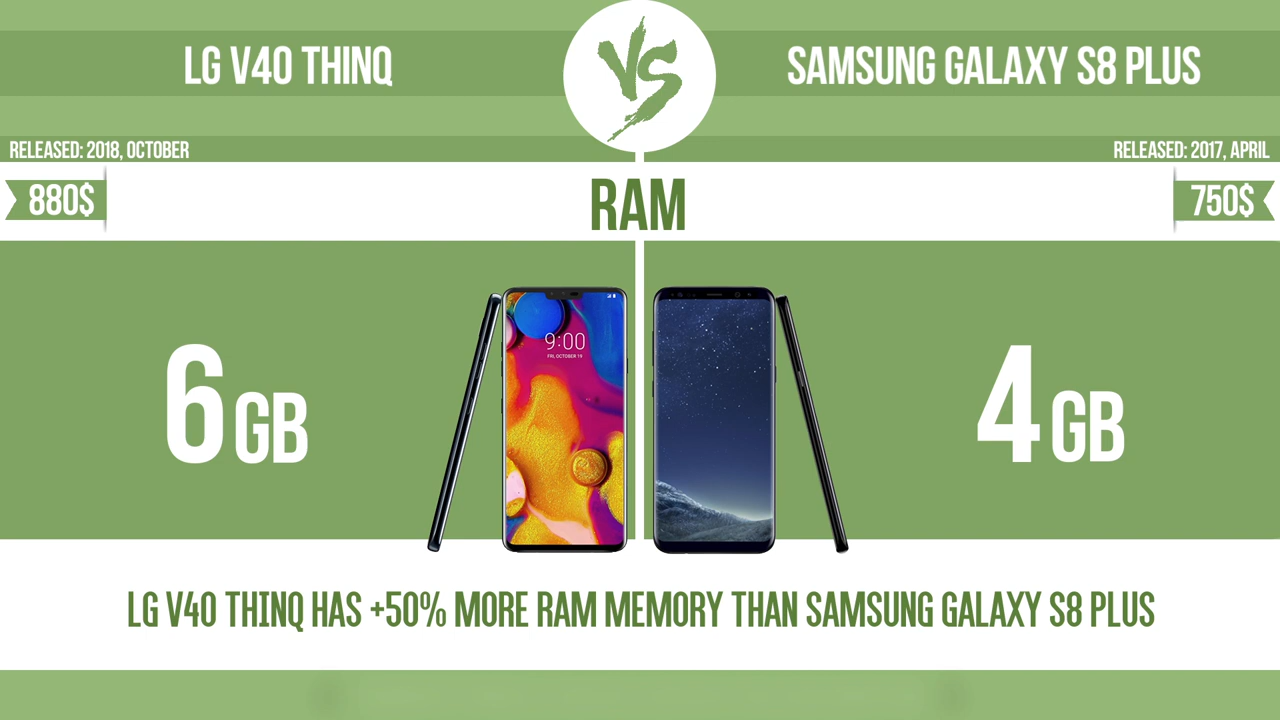 LG V40 THINQ
VS
SAMSUNG GALAXY S8 PLUS
RELEASED: 2018, OCTOBER
RELEASED: 2017, APRIL
880$
RAM
750$
9:00
FRI, OCTOBER 19
6 GB
4 GB
LG V40 THINQ HAS +50% MORE RAM MEMORY THAN SAMSUNG GALAXY S8 PLUS